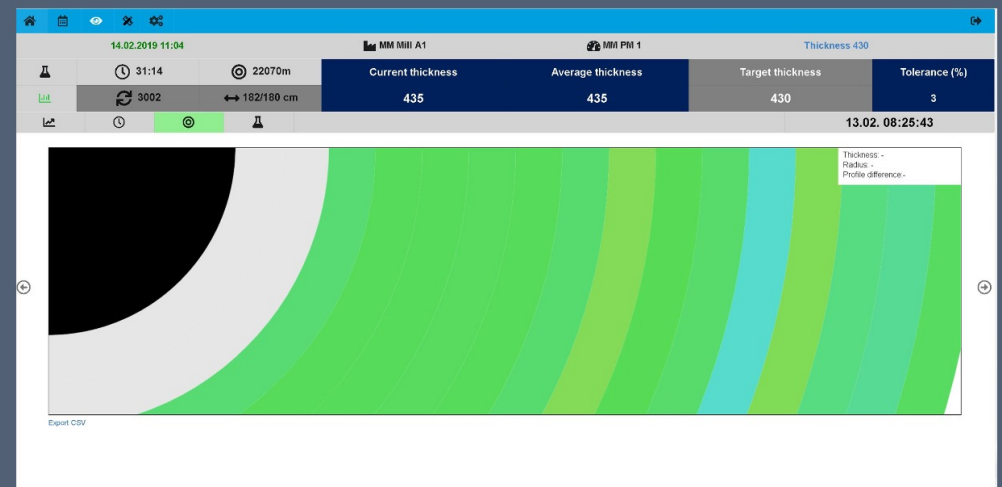 14.02.2019 11:04 MM Mill A1 MM PM 1 Thickness 430
31:14 22070m Current thickness Average thickness Target thickness Tolerance (%)
3002 182/180 cm 435 435 430 3
13.02. 08:25:43
Thickness: -
Radius: -
Profile difference:-
Export CSV